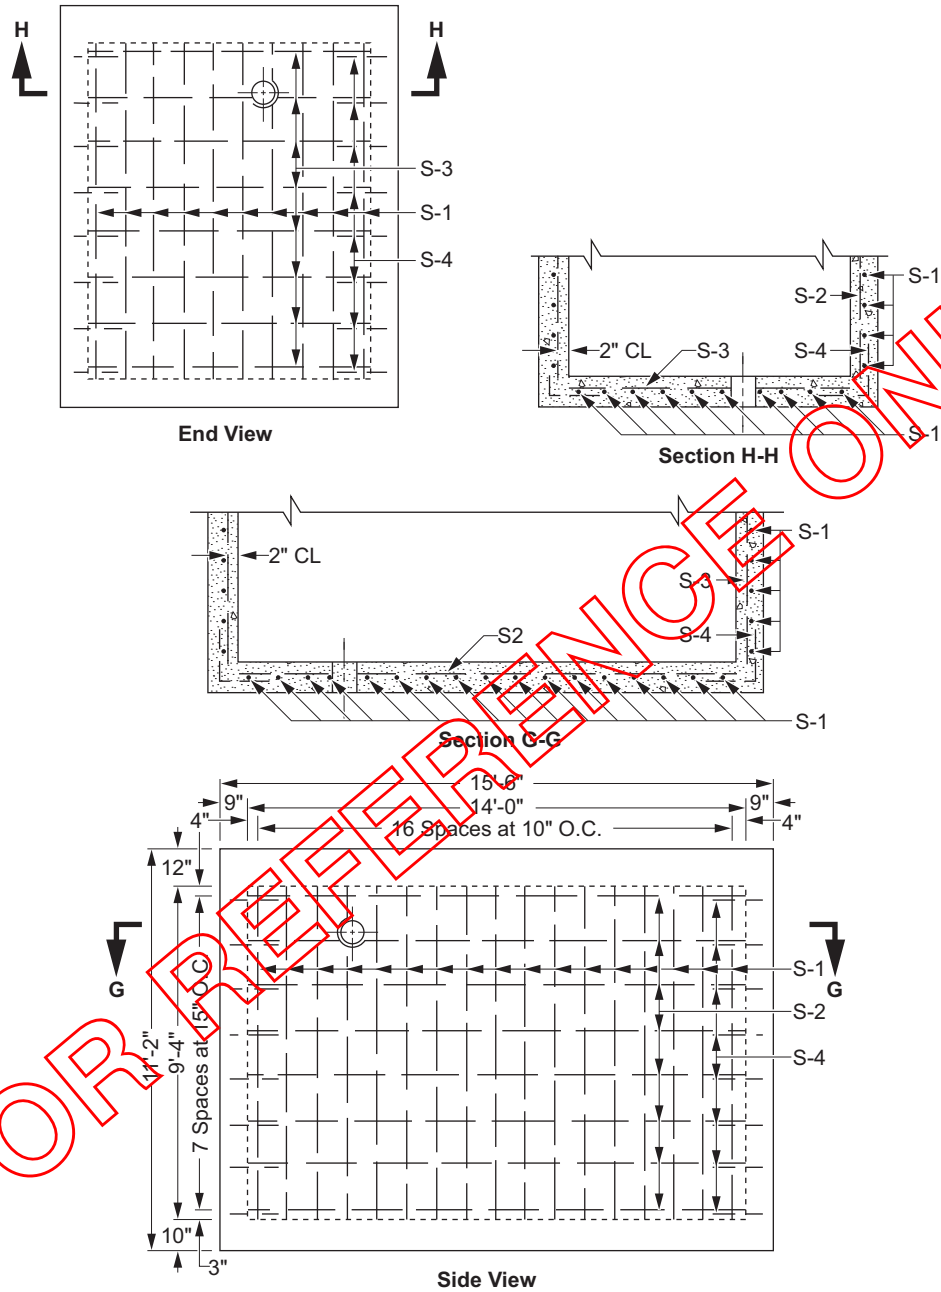 H
H
S-3
S-1
S-4
End View
S-1
S-2
2" CL
S-3
S-4
S-1
Section H-H
S-1
2" CL
S-3
S2
S-4
S-1
Section G-G
15'-6"
9"
14'-0"
9"
4"
16 Spaces at 10" O.C.
4"
12"
G
G
S-1
S-2
S-4
11'-2"
9'-4"
7 Spaces at 15" O.C.
10"
3"
Side View
FOR REFERENCE ONLY